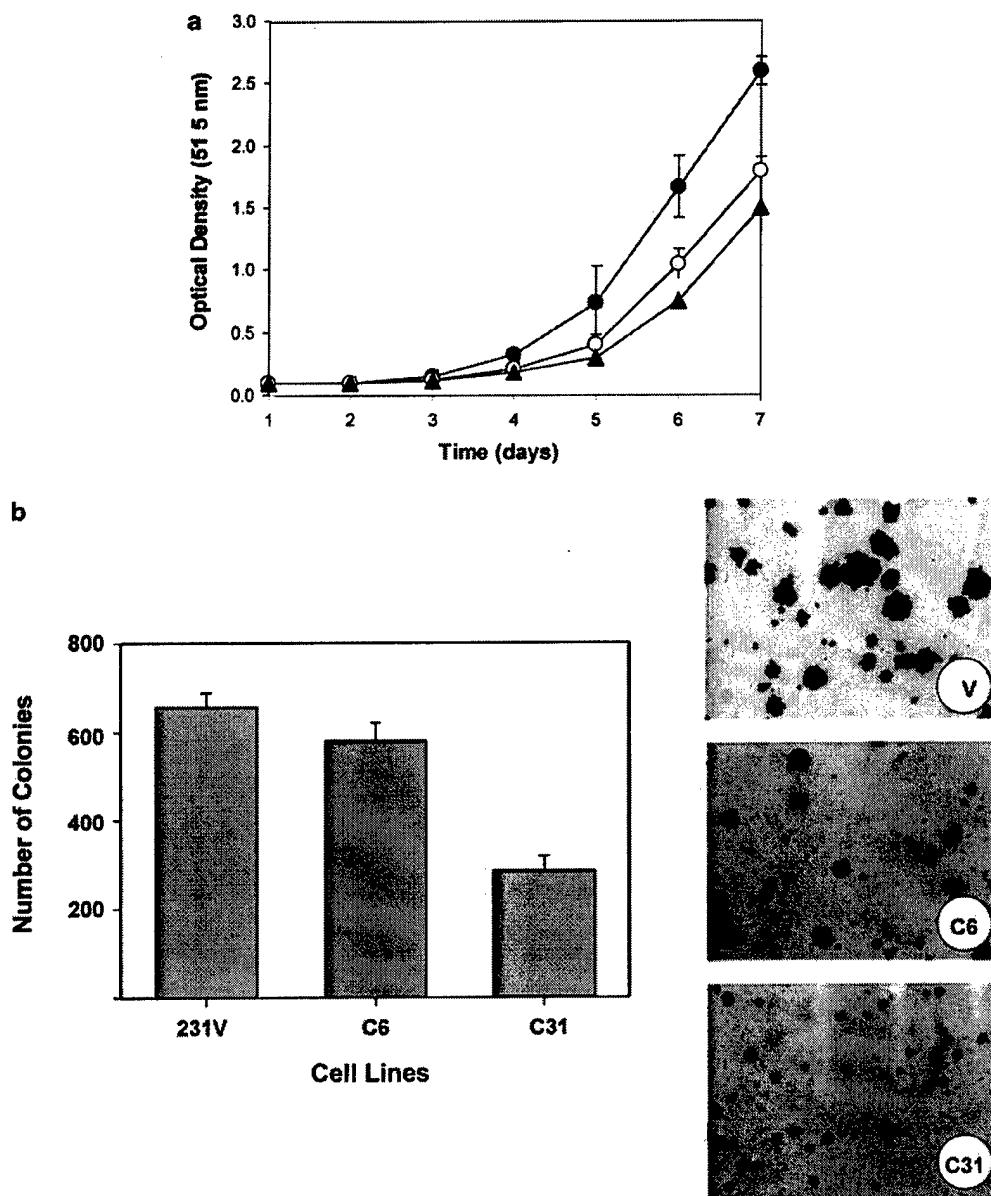 a
3.0
2.5
2.0
1.5
1.0
0.5
0.0
Optical Density (51 5 nm)
1 2 3 4 5 6 7
Time (days)
b
800
600
400
200
Number of Colonies
231V C6 C31
Cell Lines
V
C6
C31